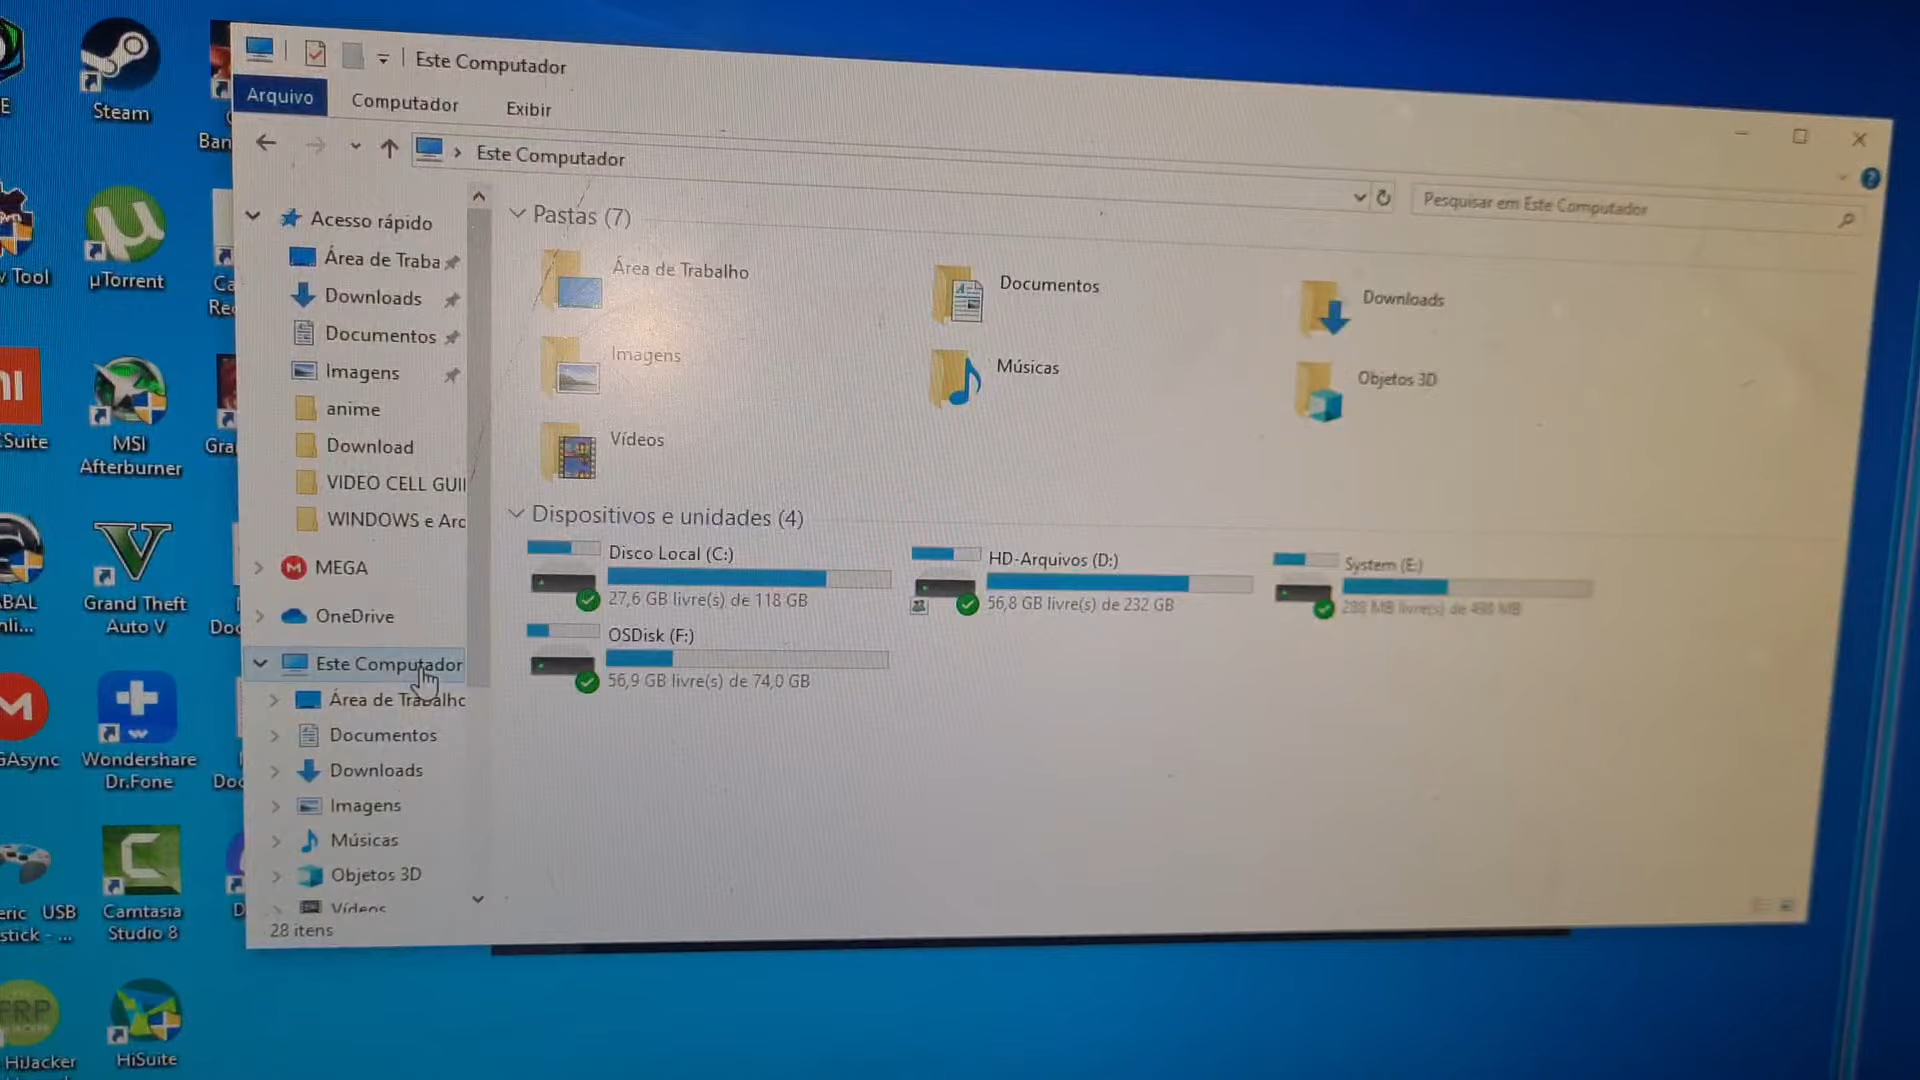 Este Computador
Arquivo
Computador
Exibir
Este Computador
Pesquisar em Este Computador
Acesso rápido
Área de Traba
Downloads
Documentos
Imagens
anime
Download
VIDEO CELL GUI
WINDOWS e Arc
MEGA
OneDrive
Este Computador
Área de Trabalho
Documentos
Downloads
Imagens
Músicas
Objetos 3D
Vídeos
28 itens
Pastas (7)
Área de Trabalho
Documentos
Downloads
Imagens
Músicas
Objetos 3D
Vídeos
Dispositivos e unidades (4)
Disco Local (C:)
27,6 GB livre(s) de 118 GB
HD-Arquivos (D:)
56,8 GB livre(s) de 232 GB
System (E:)
OSDisk (F:)
56,9 GB livre(s) de 74,0 GB
E
Steam
Ban
Tool
µTorrent
Ca
Rec
Suite
MSI
Afterburner
Gra
Grand Theft
Auto V
Doc
GAsync
Wondershare
Dr.Fone
Doc
eric USB
stick - ...
Camtasia
Studio 8
D
FRP
HiJacker
HiSuite